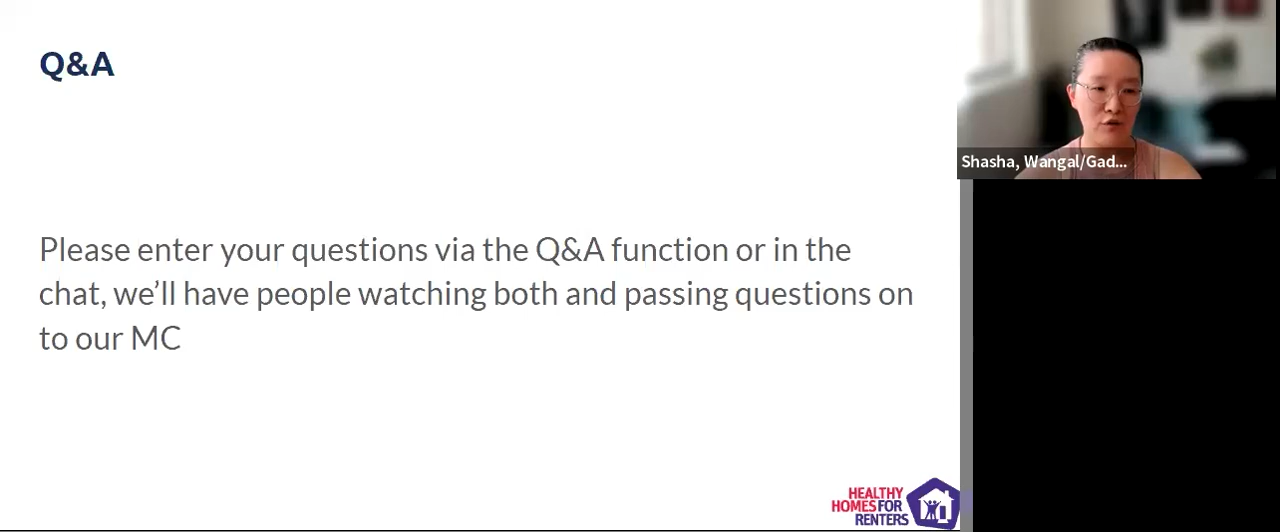 Q&A
Please enter your questions via the Q&A function or in the
chat, we’ll have people watching both and passing questions on
to our MC
Shasha, Wangal/Gad...
HEALTHY
HOMES FOR
RENTERS